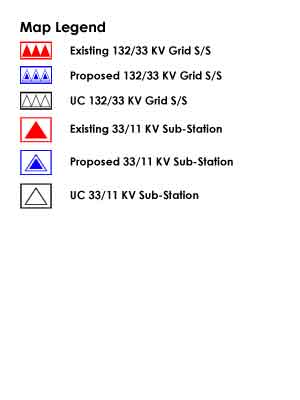 Map Legend
Existing 132/33 KV Grid S/S
Proposed 132/33 KV Grid S/S
UC 132/33 KV Grid S/S
Existing 33/11 KV Sub-Station
Proposed 33/11 KV Sub-Station
UC 33/11 KV Sub-Station